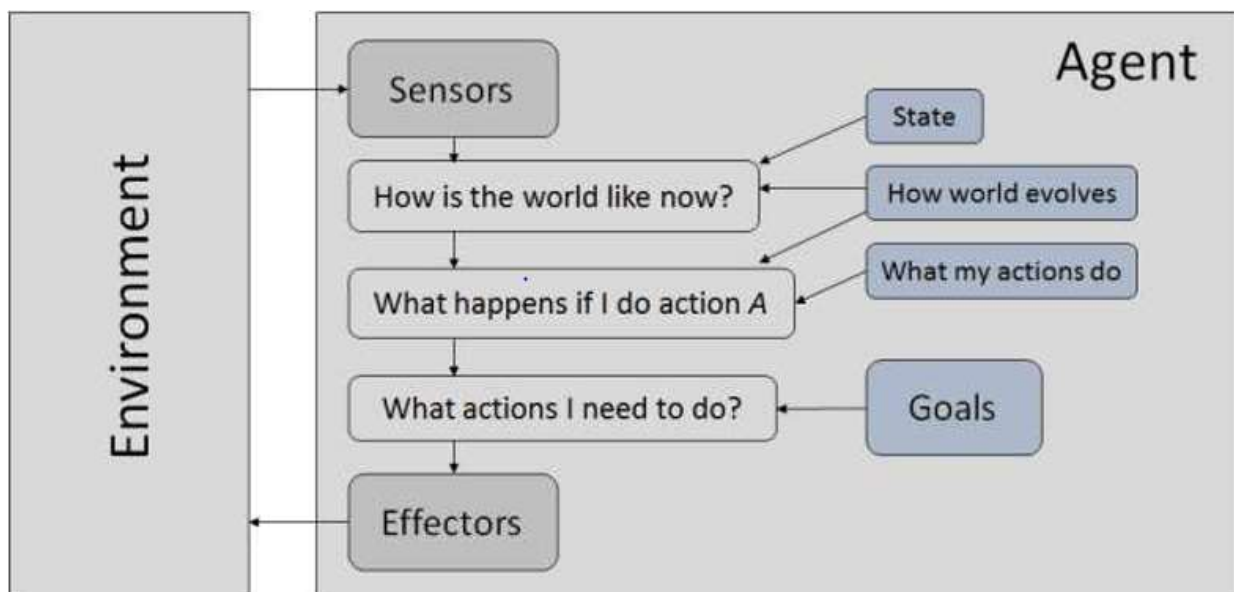 Environment
Agent
Sensors
State
How is the world like now?
How world evolves
What my actions do
What happens if I do action A
What actions I need to do?
Goals
Effectors